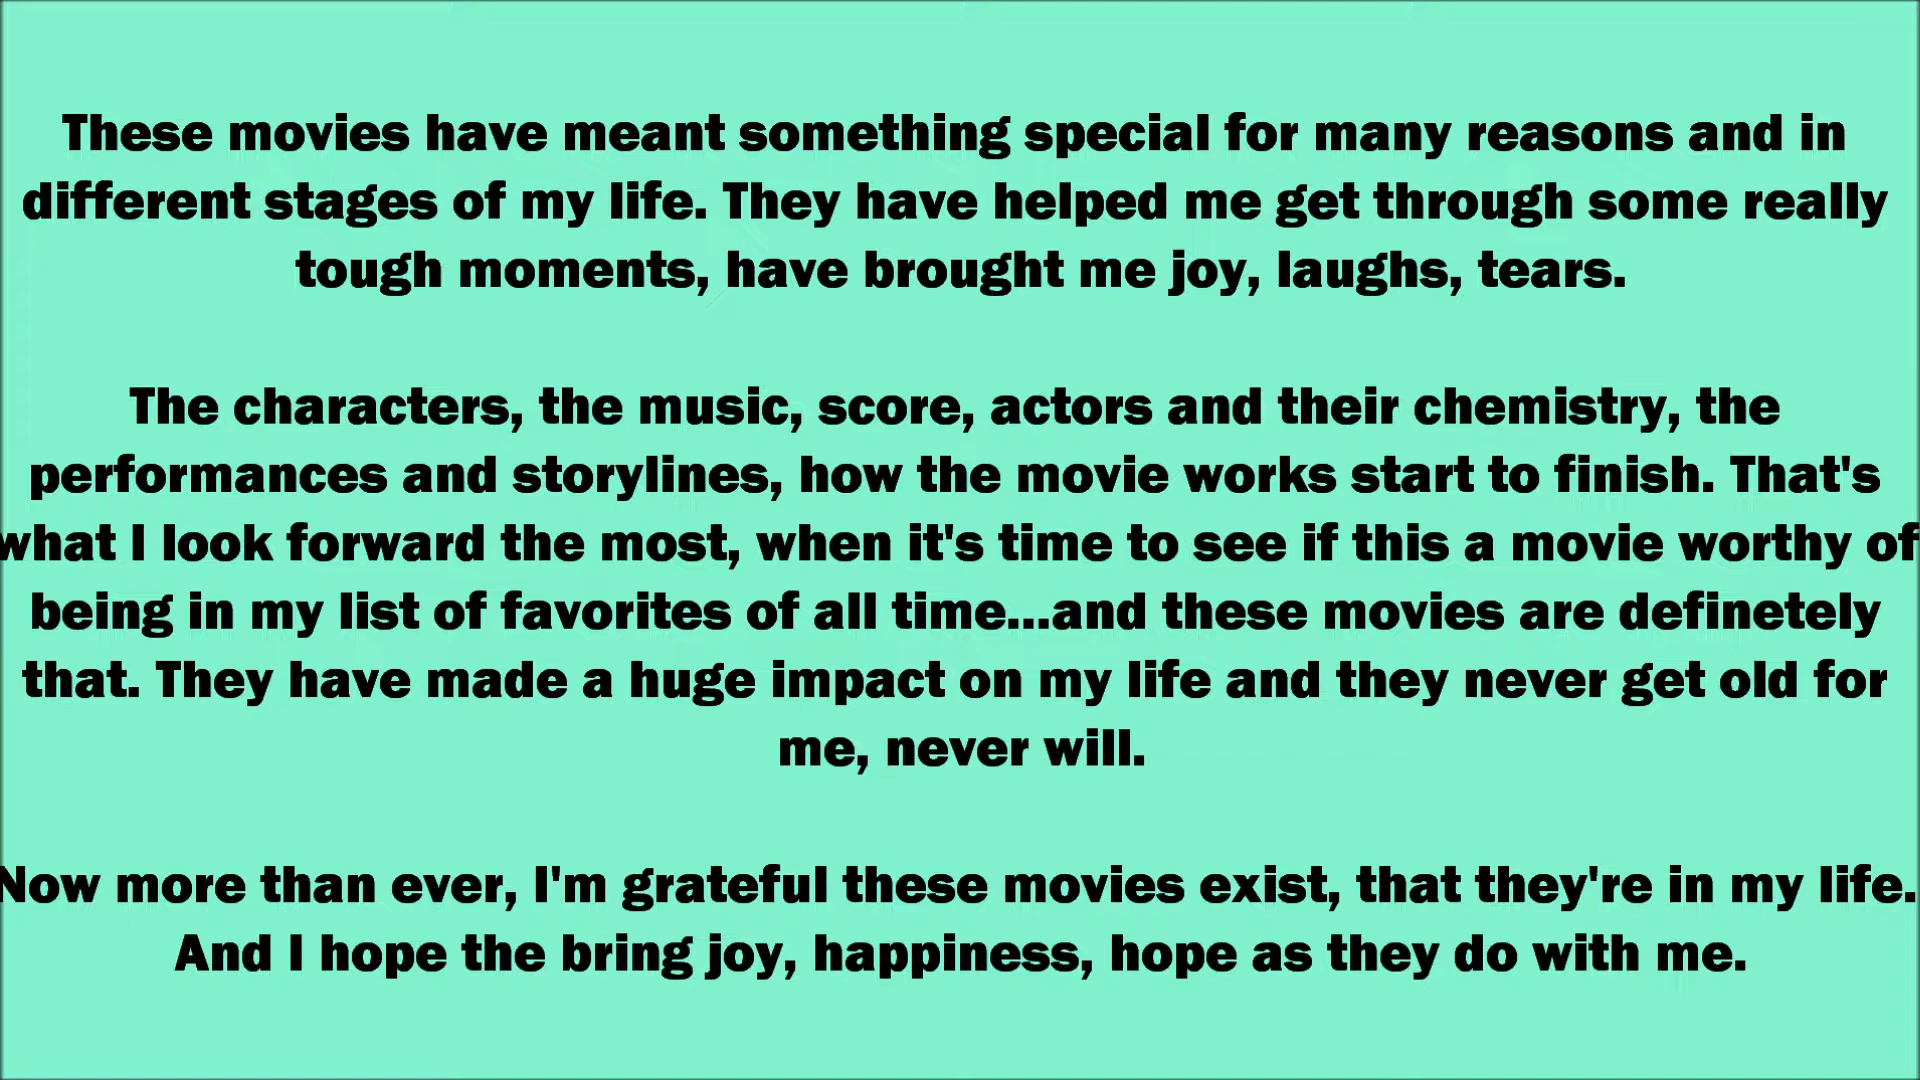 These movies have meant something special for many reasons and in
different stages of my life. They have helped me get through some really
tough moments, have brought me joy, laughs, tears.
The characters, the music, score, actors and their chemistry, the
performances and storylines, how the movie works start to finish. That's
what I look forward the most, when it's time to see if this a movie worthy of
being in my list of favorites of all time...and these movies are definetely
that. They have made a huge impact on my life and they never get old for
me, never will.
Now more than ever, I'm grateful these movies exist, that they're in my life.
And I hope the bring joy, happiness, hope as they do with me.